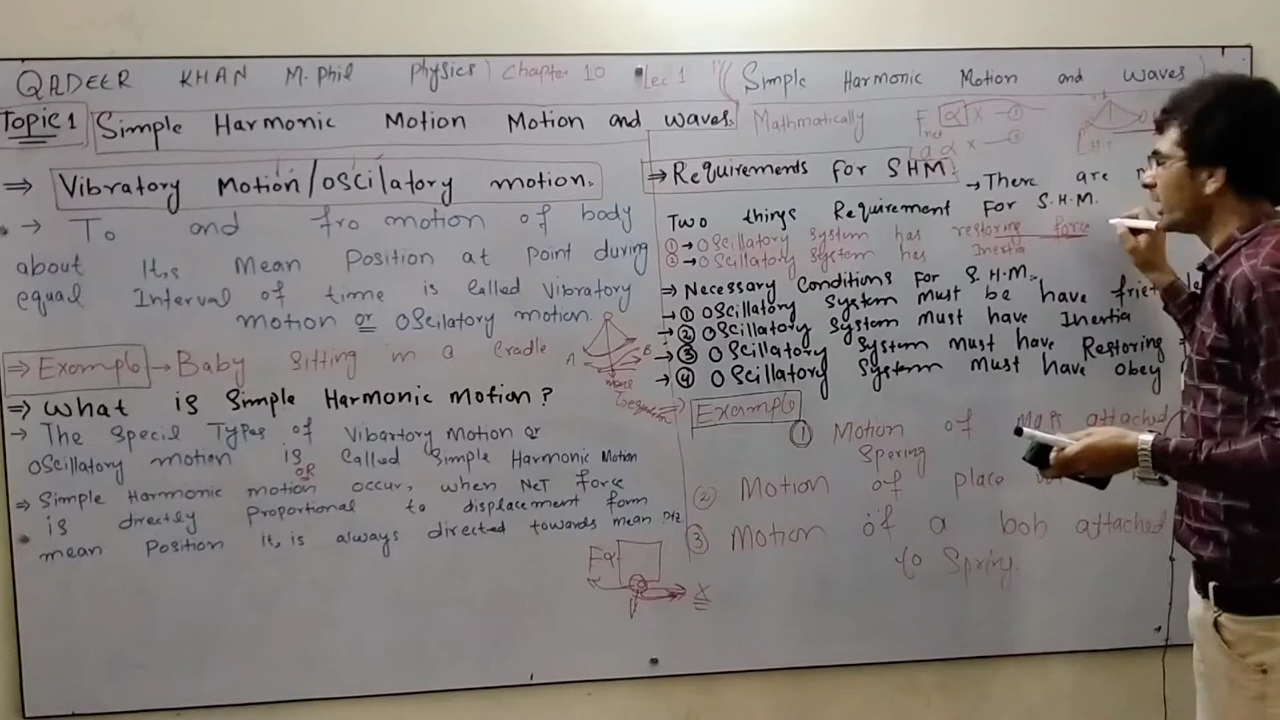 QADEER KHAN M.Phil Physics) Chapter 10 Lec 1 (( Simple Harmonic Motion and waves )
Topic 1 Simple Harmonic Motion Motion and waves.
⇒ Vibratory Motion/oscilatory motion.
→ To and fro motion of body
about It,s Mean Position at Point during
equal Interval of time is Called Vibratory
motion or OScilatory motion.
A B
mean
⇒ Example → Baby Sitting in a cradle
⇒ What is Simple Harmonic Motion?
→ The Specil Types of Vibartory Motion or
OScillatory motion is Called Simple Harmonic Motion
OR
⇒ Simple Harmonic motion occur, when NeT force
is directly Proportional to displacement form
mean Position It, is always directed towards mean
F
X
Mathmatically Fnet α x — ①
a α x — ②
⇒ Requirements For SHM.
→ There are
Two things Requirement For S.H.M.
① → OScillatory System has restoring force
② → OScillatory System has Inertia
⇒ Necessary Conditions For S.H.M.
→ ① OScillatory System must be have
→ ② OScillatory System must have Inertia
→ ③ OScillatory System must have Restoring
→ ④ OScillatory System must have obey
⇒ Example
① Motion of Mass attached
Spering
② Motion of place
③ Motion of a bob attached
to Spring.